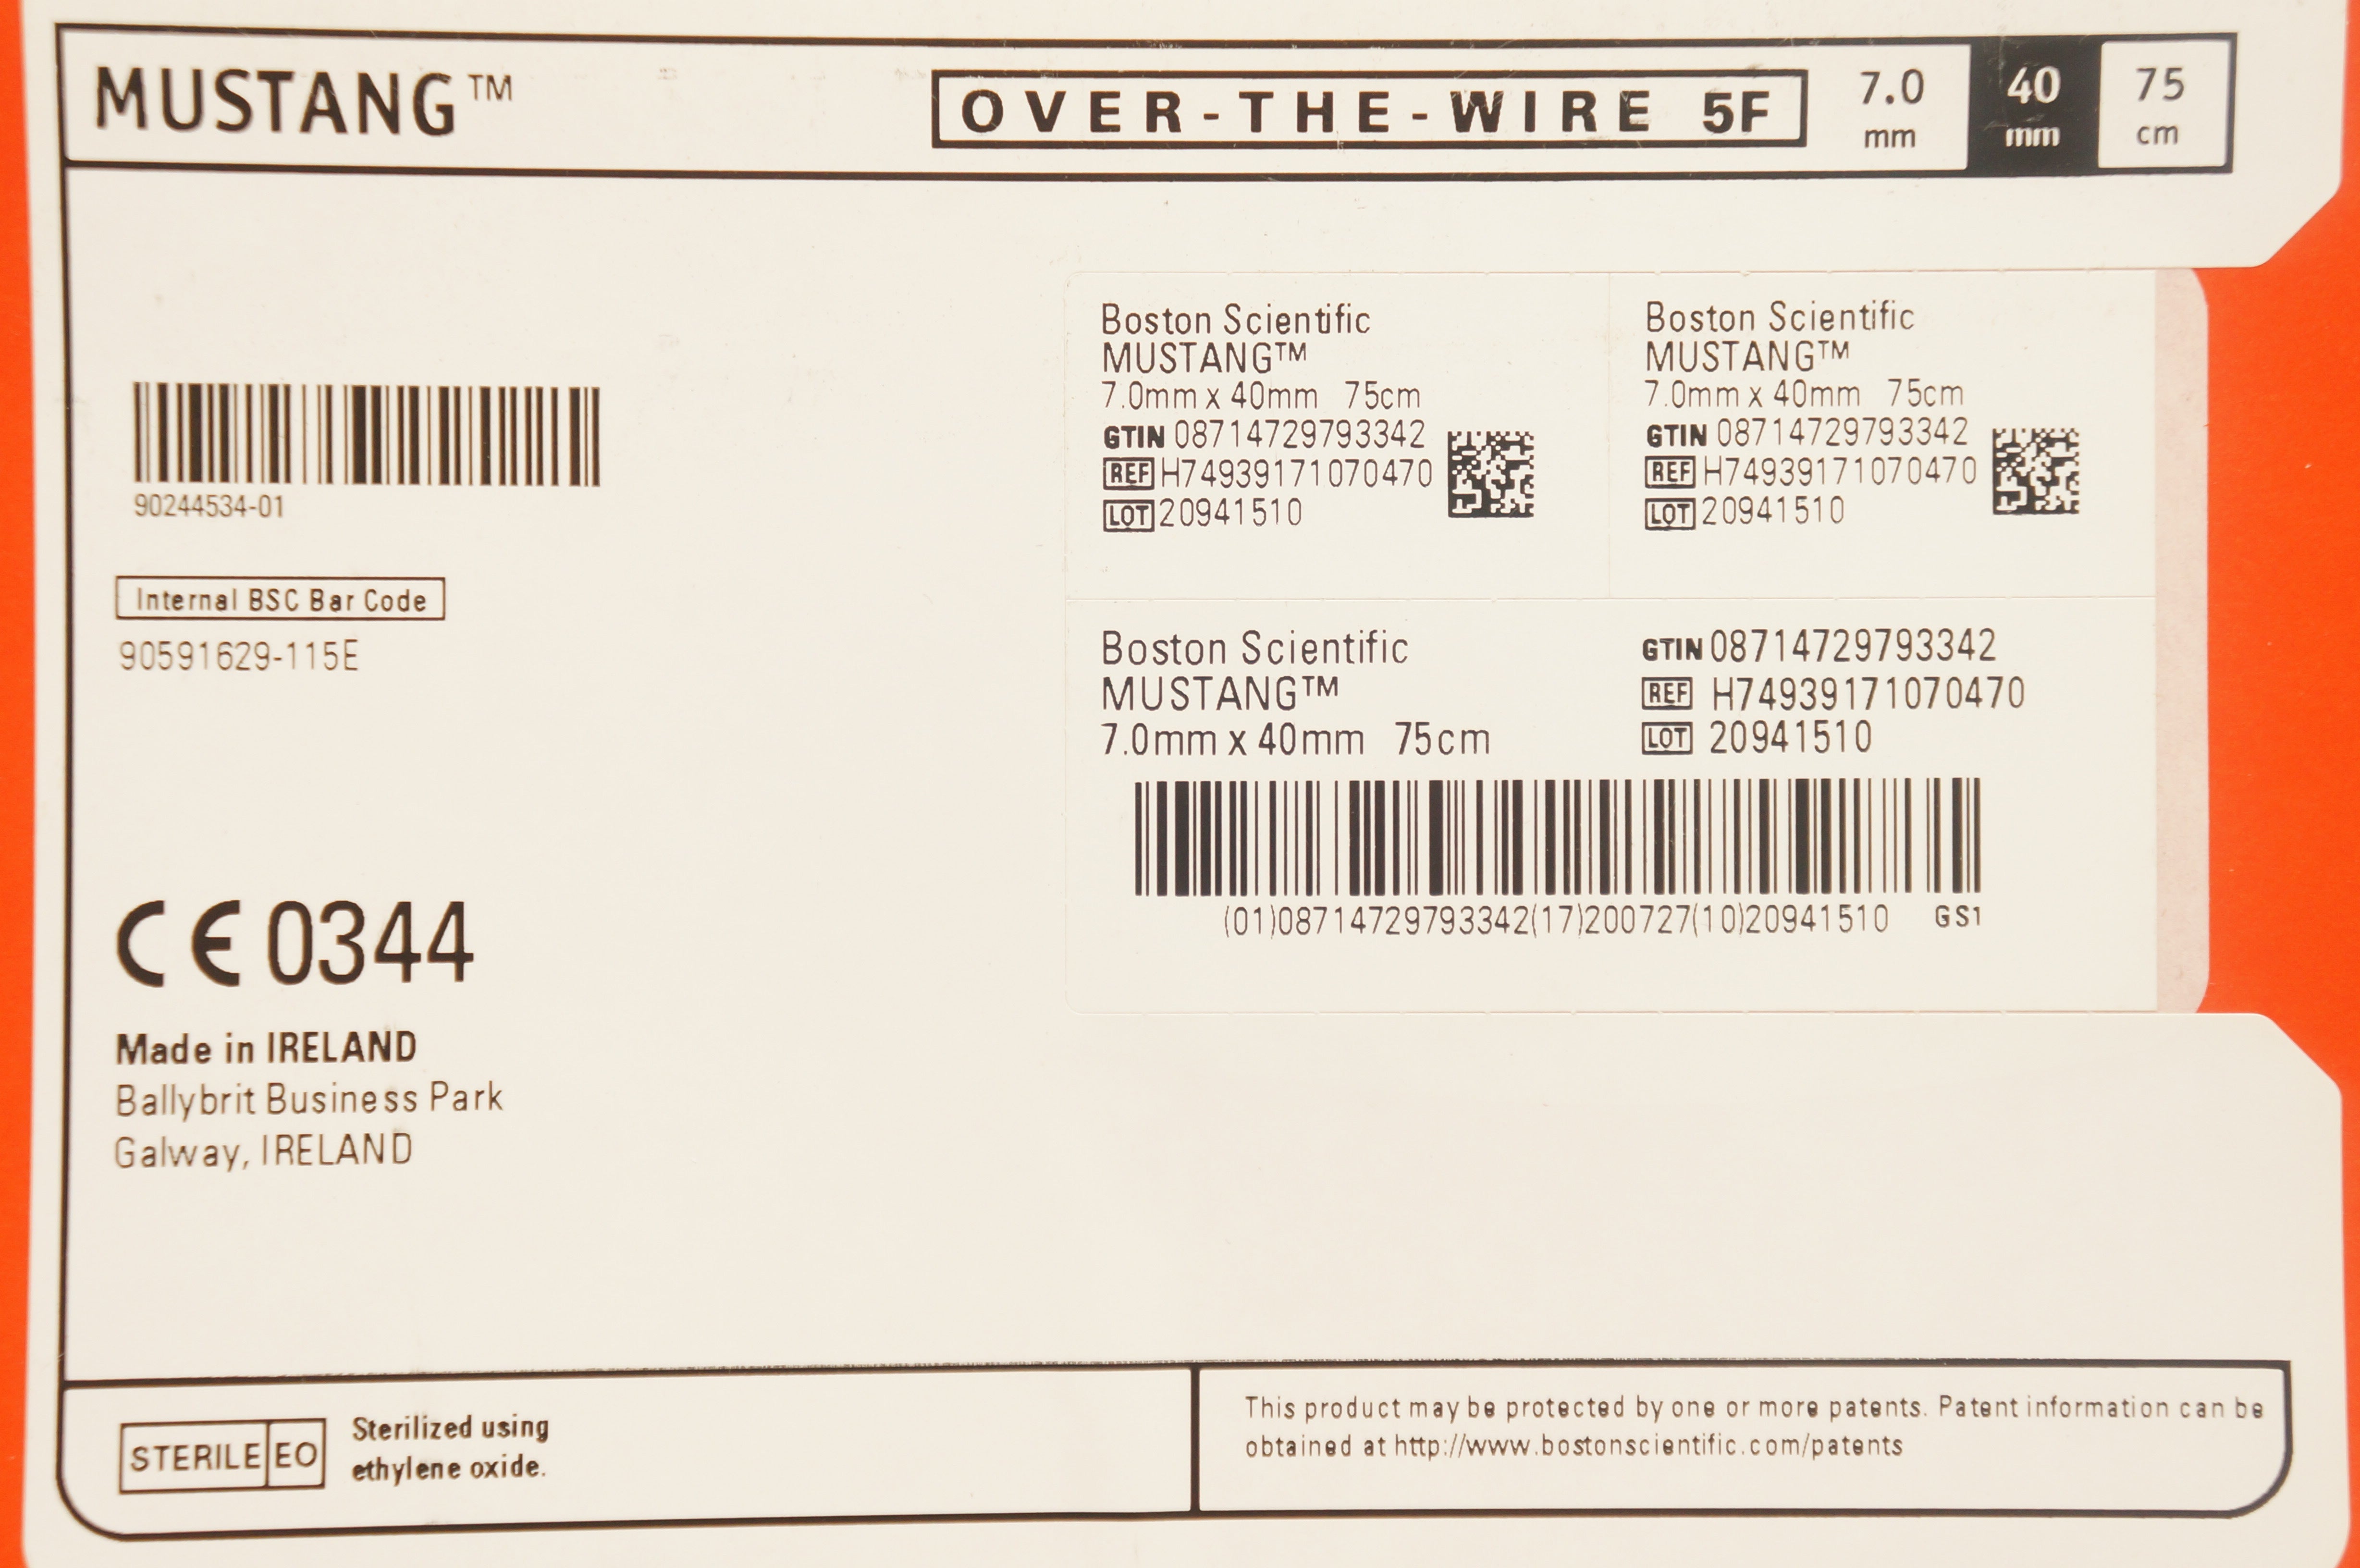 MUSTANG™
OVER-THE-WIRE 5F
7.0 mm
40 mm
75 cm
90244534-01
Internal BSC Bar Code
90591629-115E
CE 0344
Made in IRELAND
Ballybrit Business Park
Galway, IRELAND
Boston Scientific
MUSTANG™
7.0mm x 40mm 75cm
GTIN 08714729793342
REF H74939171070470
LOT 20941510
Boston Scientific
MUSTANG™
7.0mm x 40mm 75cm
GTIN 08714729793342
REF H74939171070470
LOT 20941510
Boston Scientific
MUSTANG™
7.0mm x 40mm 75cm
GTIN 08714729793342
REF H74939171070470
LOT 20941510
(01)08714729793342(17)200727(10)20941510 GS1
STERILE EO
Sterilized using
ethylene oxide.
This product may be protected by one or more patents. Patent information can be
obtained at http://www.bostonscientific.com/patents